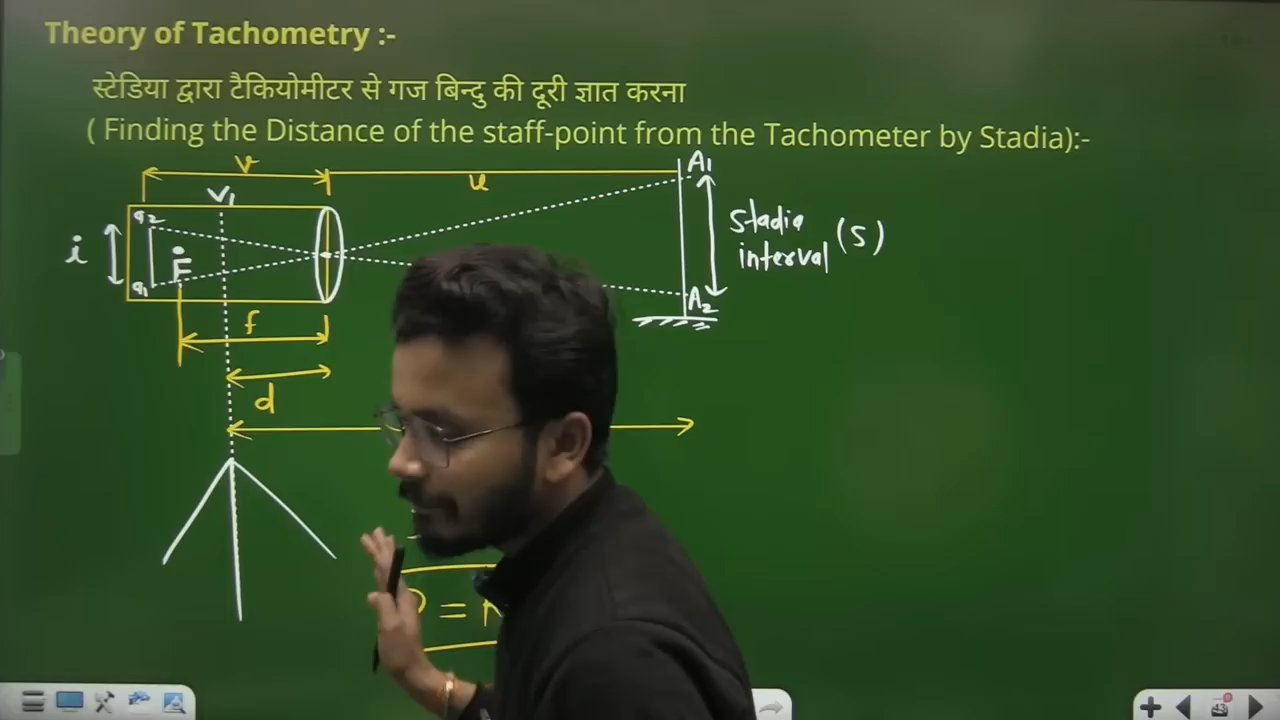 Theory of Tachometry :-
स्टेडिया द्वारा टैकियोमीटर से गज बिन्दु की दूरी ज्ञात करना
( Finding the Distance of the staff-point from the Tachometer by Stadia):-
v
u
A1
V1
a2
i
F
a1
Stadia
interval (S)
A2
f
d
D = K
43